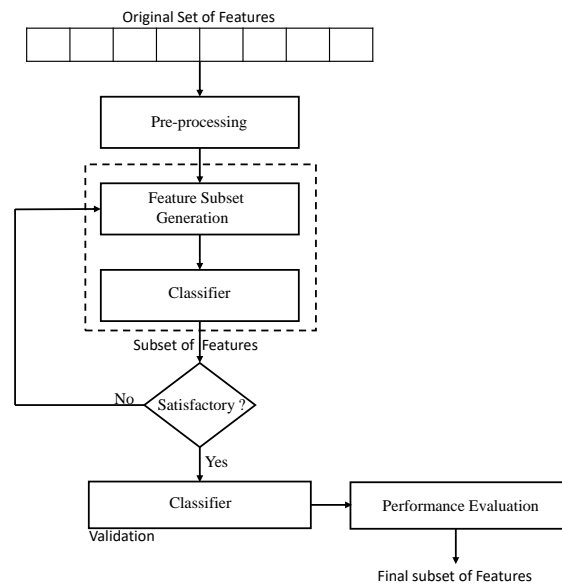 Original Set of Features
Pre-processing
Feature Subset
Generation
Classifier
Subset of Features
No
Satisfactory ?
Yes
Classifier
Performance Evaluation
Validation
Final subset of Features